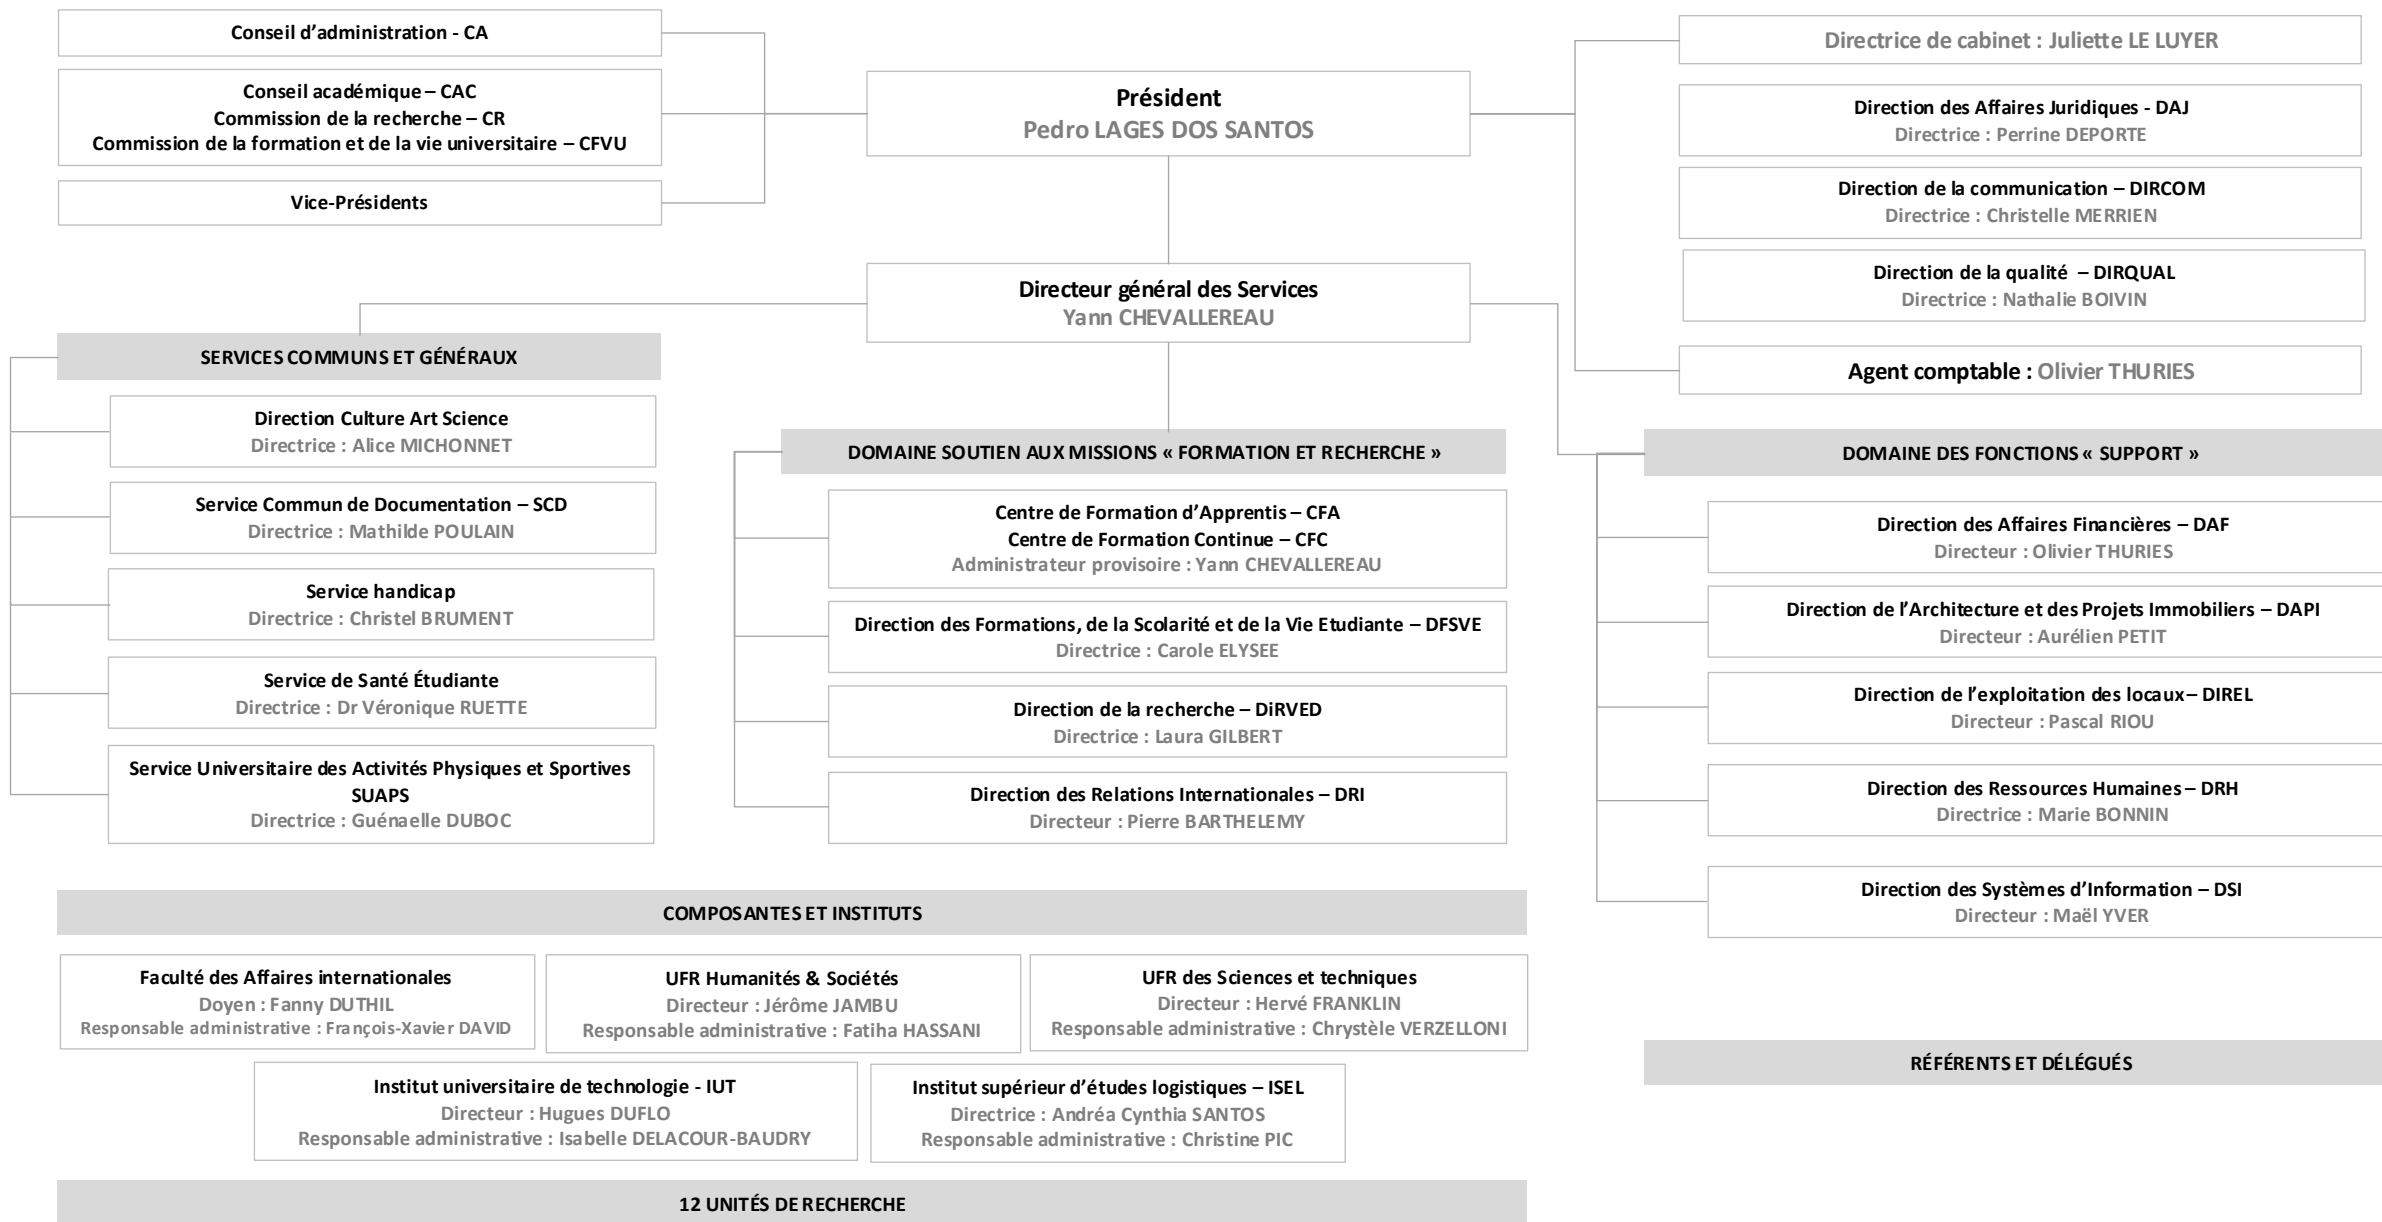 Conseil d'administration - CA
Conseil académique – CAC
Commission de la recherche – CR
Commission de la formation et de la vie universitaire – CFVU
Vice-Présidents
Président
Pedro LAGES DOS SANTOS
Directrice de cabinet : Juliette LE LUYER
Direction des Affaires Juridiques - DAJ
Directrice : Perrine DEPORTE
Direction de la communication – DIRCOM
Directrice : Christelle MERRIEN
Direction de la qualité – DIRQUAL
Directrice : Nathalie BOIVIN
Agent comptable : Olivier THURIES
Directeur général des Services
Yann CHEVALLEREAU
SERVICES COMMUNS ET GÉNÉRAUX
Direction Culture Art Science
Directrice : Alice MICHONNET
Service Commun de Documentation – SCD
Directrice : Mathilde POULAIN
Service handicap
Directrice : Christel BRUMENT
Service de Santé Étudiante
Directrice : Dr Véronique RUETTE
Service Universitaire des Activités Physiques et Sportives
SUAPS
Directrice : Guénaelle DUBOC
DOMAINE SOUTIEN AUX MISSIONS « FORMATION ET RECHERCHE »
Centre de Formation d'Apprentis – CFA
Centre de Formation Continue – CFC
Administrateur provisoire : Yann CHEVALLEREAU
Direction des Formations, de la Scolarité et de la Vie Etudiante – DFSVE
Directrice : Carole ELYSEE
Direction de la recherche – DiRVED
Directrice : Laura GILBERT
Direction des Relations Internationales – DRI
Directeur : Pierre BARTHELEMY
DOMAINE DES FONCTIONS « SUPPORT »
Direction des Affaires Financières – DAF
Directeur : Olivier THURIES
Direction de l'Architecture et des Projets Immobiliers – DAPI
Directeur : Aurélien PETIT
Direction de l'exploitation des locaux– DIREL
Directeur : Pascal RIOU
Direction des Ressources Humaines – DRH
Directrice : Marie BONNIN
Direction des Systèmes d'Information – DSI
Directeur : Maël YVER
COMPOSANTES ET INSTITUTS
Faculté des Affaires internationales
Doyen : Fanny DUTHIL
Responsable administrative : François-Xavier DAVID
UFR Humanités & Sociétés
Directeur : Jérôme JAMBU
Responsable administrative : Fatiha HASSANI
UFR des Sciences et techniques
Directeur : Hervé FRANKLIN
Responsable administrative : Chrystèle VERZELLONI
Institut universitaire de technologie - IUT
Directeur : Hugues DUFLO
Responsable administrative : Isabelle DELACOUR-BAUDRY
Institut supérieur d'études logistiques – ISEL
Directrice : Andréa Cynthia SANTOS
Responsable administrative : Christine PIC
RÉFÉRENTS ET DÉLÉGUÉS
12 UNITÉS DE RECHERCHE